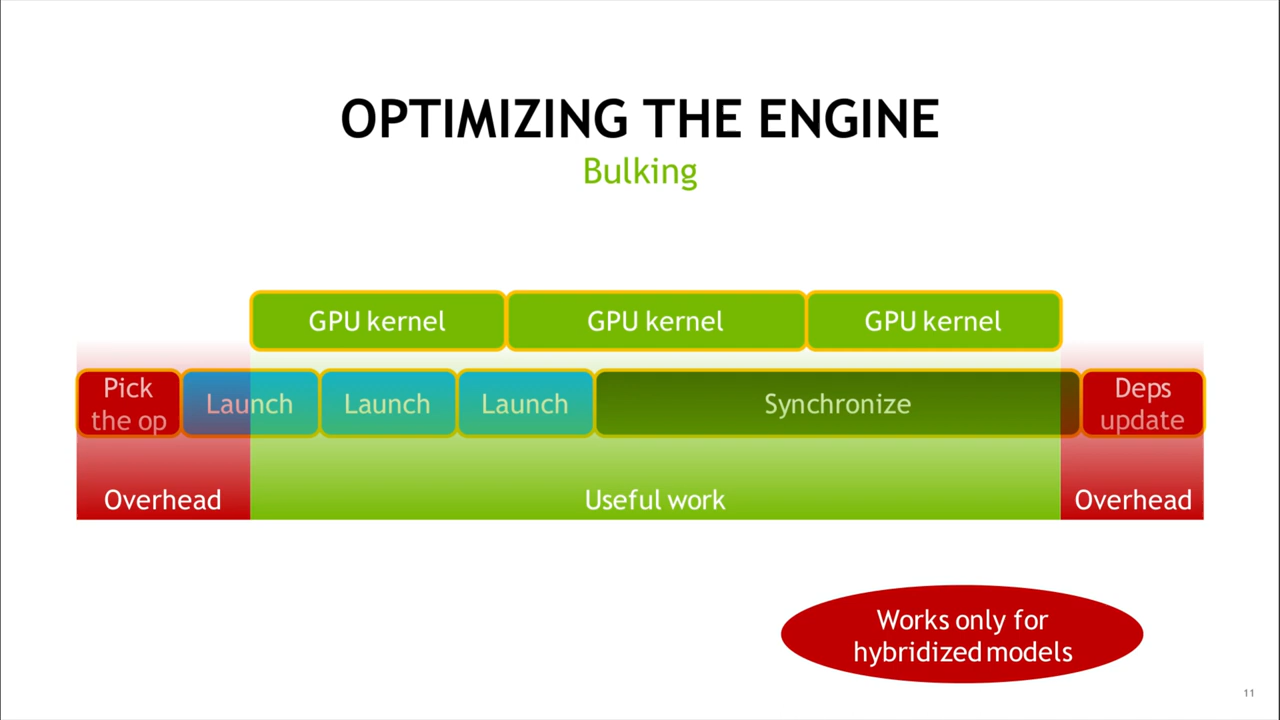 OPTIMIZING THE ENGINE
Bulking
GPU kernel
GPU kernel
GPU kernel
Pick
the op
Launch
Launch
Launch
Synchronize
Deps
update
Overhead
Useful work
Overhead
Works only for
hybridized models
11